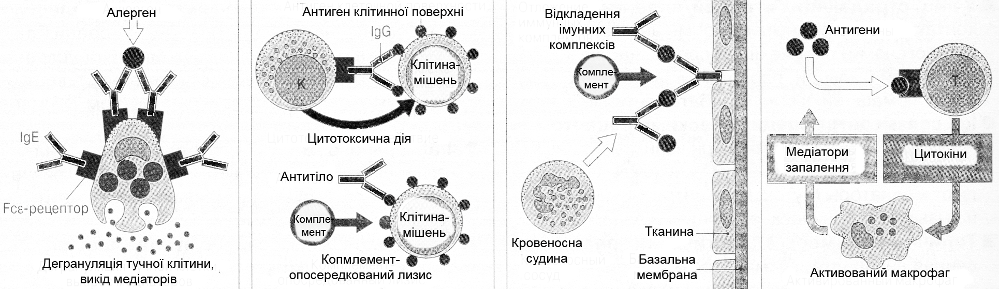 Алерген
IgE
Fcε-рецептор
Дегрануляція тучної клітини,
викід медіаторів
Антиген клітинної поверхні
IgG
К
Клітина-
мішень
Цитотоксична дія
Антитіло
Компле-
мент
Клітина-
мішень
Копмлемент-
опосередкований лизис
Відкладення
імунних
комплексів
Компле-
мент
Кровеносна
судина
Тканина
Базальна
мембрана
Антигени
Т
Медіатори
запалення
Цитокіни
Активований макрофаг